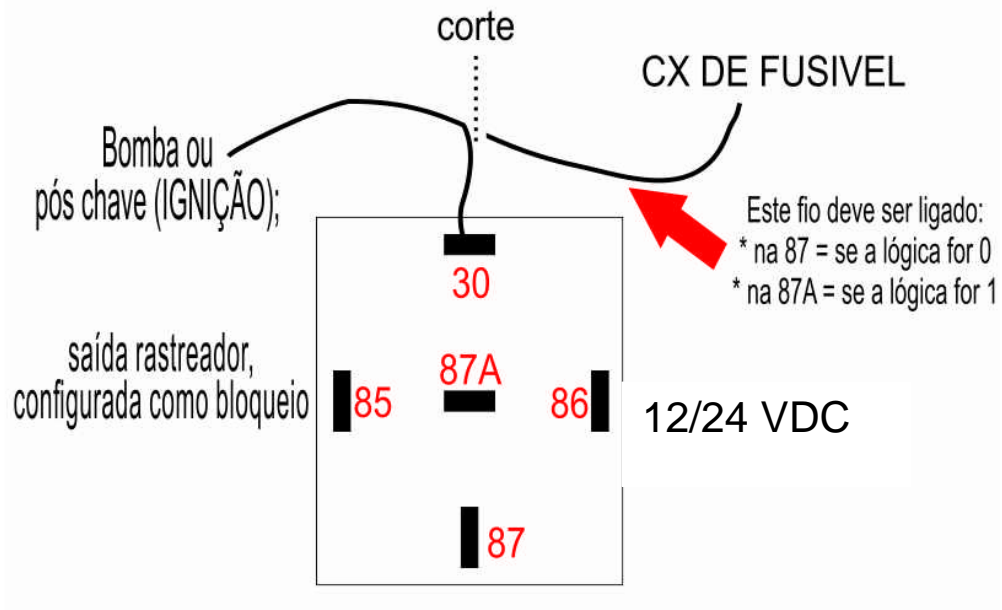 corte
CX DE FUSIVEL
Bomba ou
pós chave (IGNIÇÃO);
Este fio deve ser ligado:
* na 87 = se a lógica for 0
* na 87A = se a lógica for 1
30
saída rastreador,
configurada como bloqueio
85
87A
86
12/24 VDC
87